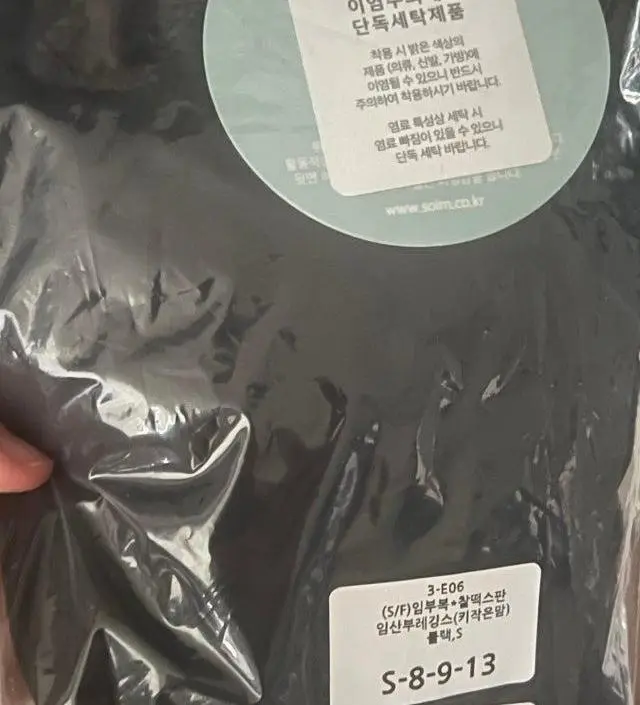 이염주의
단독세탁제품
착용 시 밝은 색상의
제품 (의류, 신발, 가방)에
이염될 수 있으니 반드시
주의하여 착용하시기 바랍니다.
염료 특성상 세탁 시
염료 빠짐이 있을 수 있으니
단독 세탁 바랍니다.
www.soim.co.kr
3-E06
(S/F)임부복*찰떡스판
임산부레깅스(키작은맘)
블랙,S
S-8-9-13